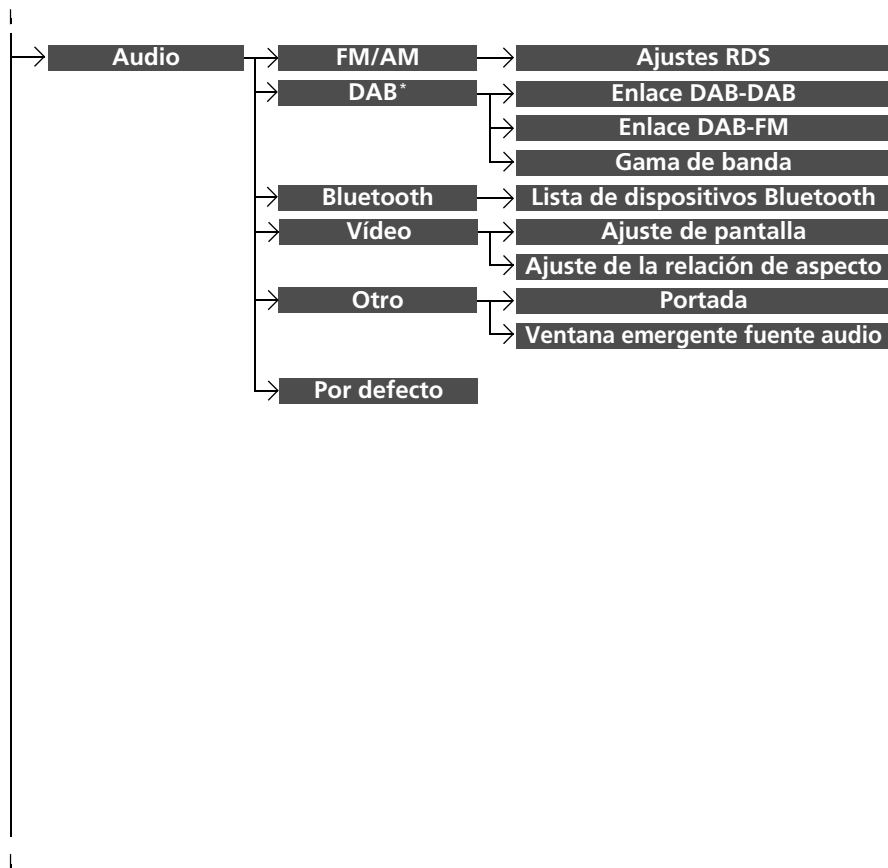 Audio
FM/AM
Ajustes RDS
DAB*
Enlace DAB-DAB
Enlace DAB-FM
Gama de banda
Bluetooth
Lista de dispositivos Bluetooth
Vídeo
Ajuste de pantalla
Ajuste de la relación de aspecto
Otro
Portada
Ventana emergente fuente audio
Por defecto